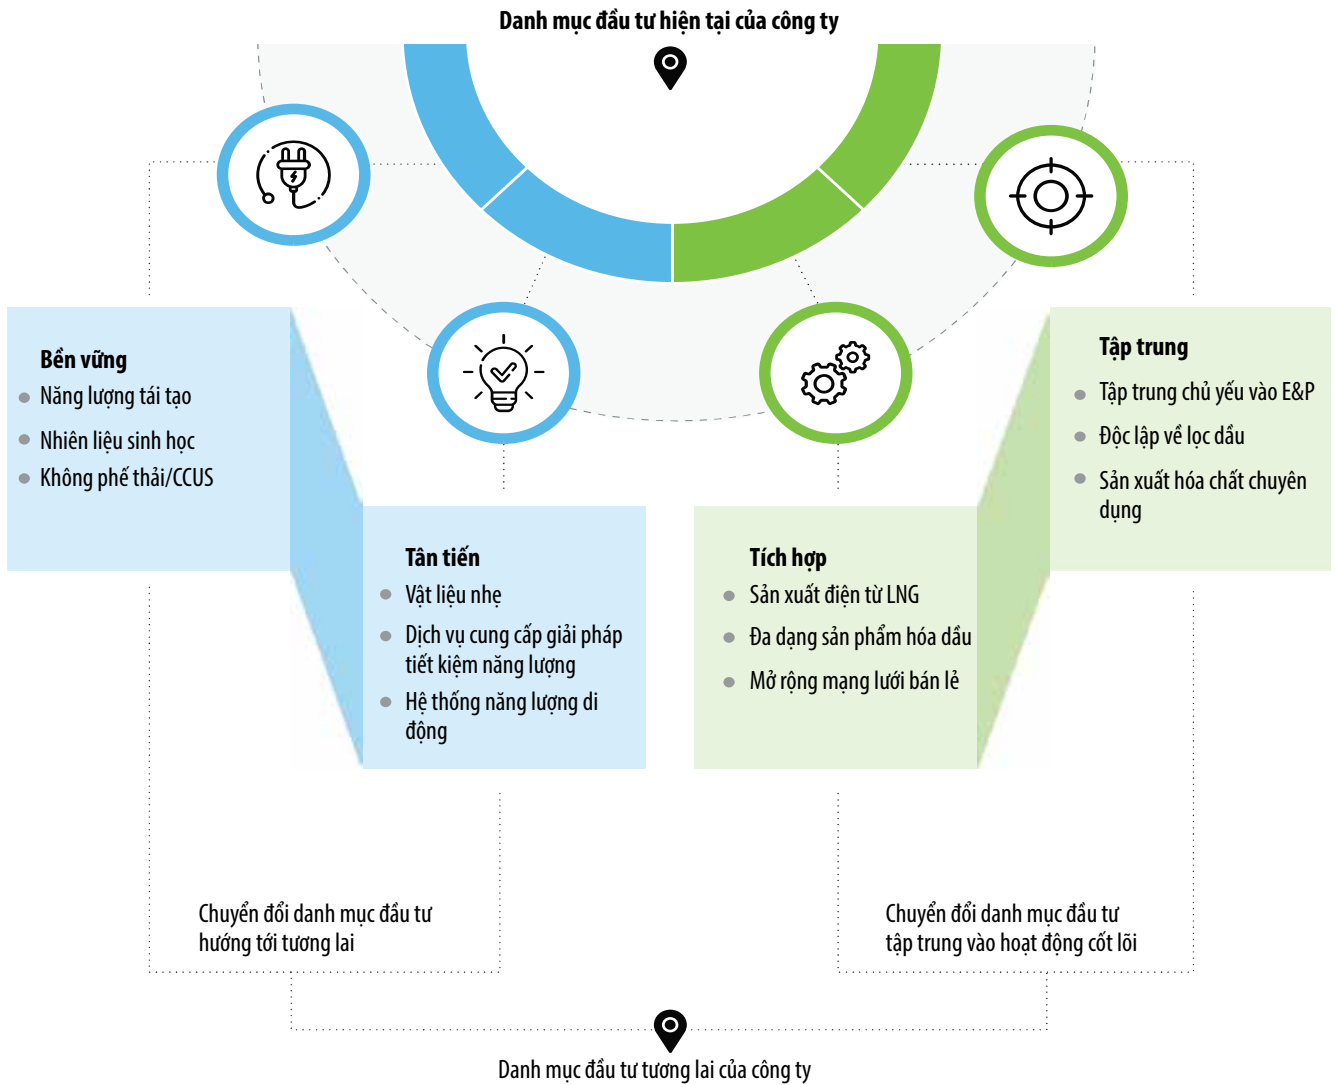 Danh mục đầu tư hiện tại của công ty
Bền vững
Năng lượng tái tạo
Nhiên liệu sinh học
Không phế thải/CCUS
Tân tiến
Vật liệu nhẹ
Dịch vụ cung cấp giải pháp
tiết kiệm năng lượng
Hệ thống năng lượng di
động
Tích hợp
Sản xuất điện từ LNG
Đa dạng sản phẩm hóa dầu
Mở rộng mạng lưới bán lẻ
Tập trung
Tập trung chủ yếu vào E&P
Độc lập về lọc dầu
Sản xuất hóa chất chuyên
dụng
Chuyển đổi danh mục đầu tư
hướng tới tương lai
Chuyển đổi danh mục đầu tư
tập trung vào hoạt động cốt lõi
Danh mục đầu tư tương lai của công ty